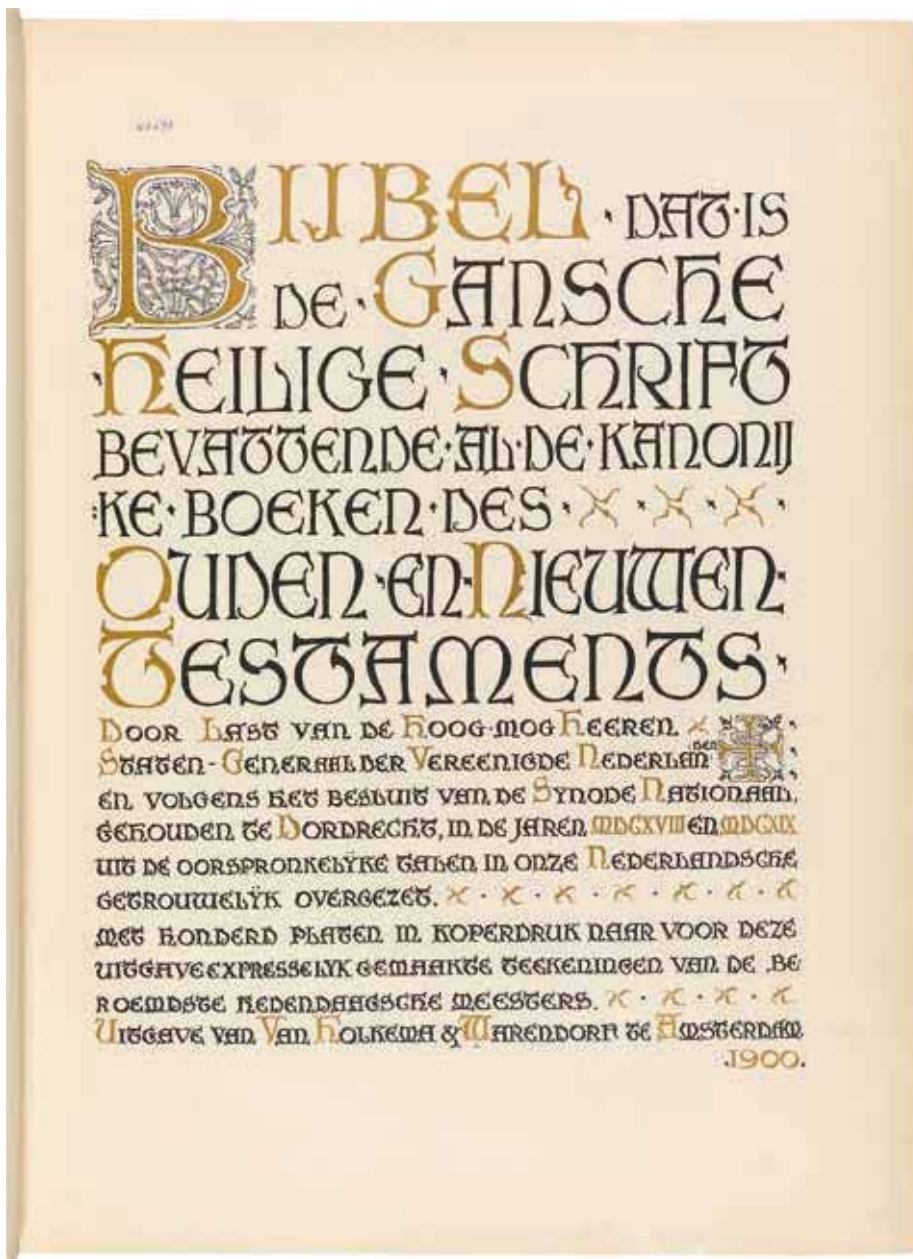 BIJBEL · DAT · IS
DE · GANSCHE
· HEILIGE · SCHRIFT
BEVATTENDE · AL · DE · KANONIJ
KE · BOEKEN · DES ·
OUDEN · EN · NIEUWEN ·
TESTAMENTS ·
DOOR LAST VAN DE HOOG-MOG HEEREN.
STATEN-GENERAAL DER VEREENIGDE NEDERLANDEN
EN VOLGENS HET BESLUIT VAN DE SYNODE NATIONAAL,
GEHOUDEN TE DORDRECHT, IN DE JAREN MDCXVIII EN MDCXIX
UIT DE OORSPRONKELŸKE TALEN IN ONZE NEDERLANDSCHE
GETROUWELŸK OVERGEZET.
MET HONDERD PLATEN IN KOPERDRUK NAAR VOOR DEZE
UITGAVE EXPRESSELYK GEMAAKTE TEEKENINGEN VAN DE BE
ROEMDSTE HEDENDAAGSCHE MEESTERS.
UITGAVE VAN VAN HOLKEMA & WARENDORF TE AMSTERDAM
.1900.